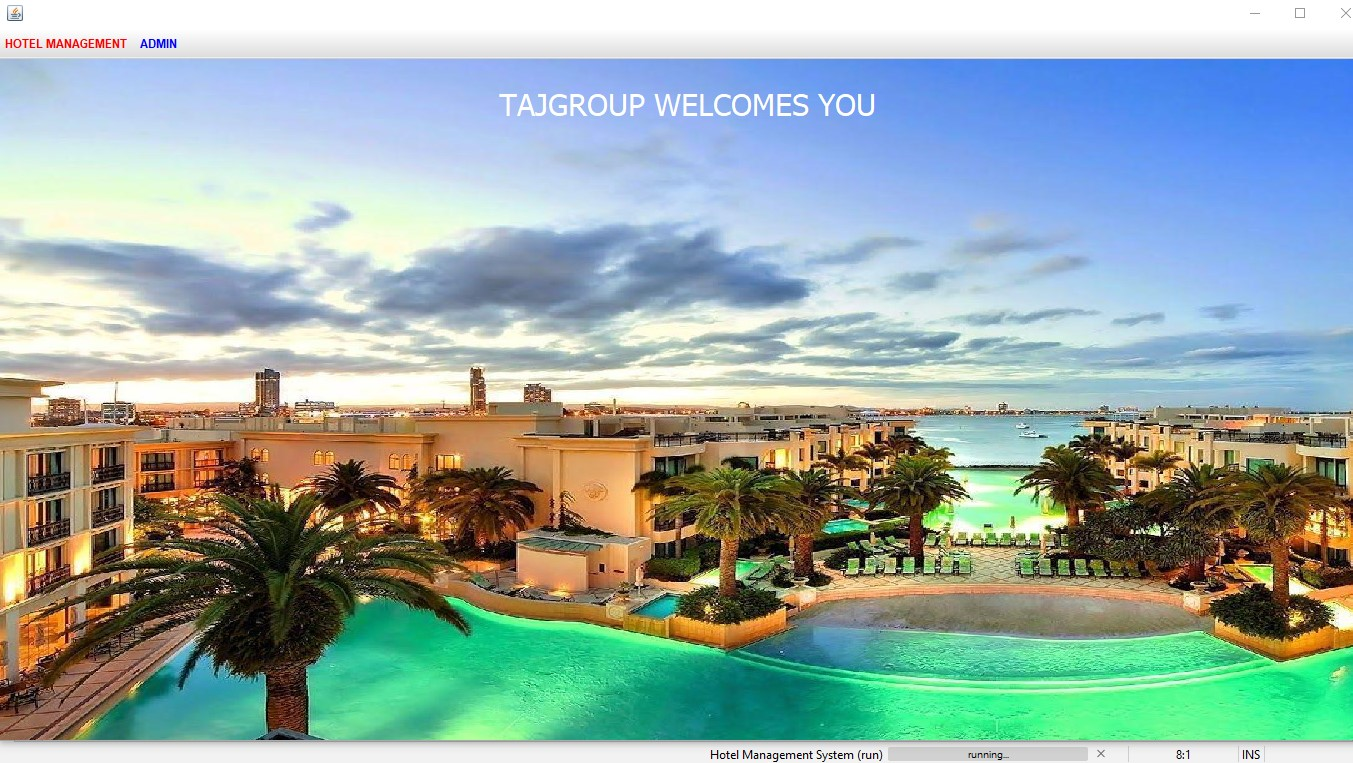 HOTEL MANAGEMENT ADMIN
TAJGROUP WELCOMES YOU
Hotel Management System (run) running... 8:1 INS